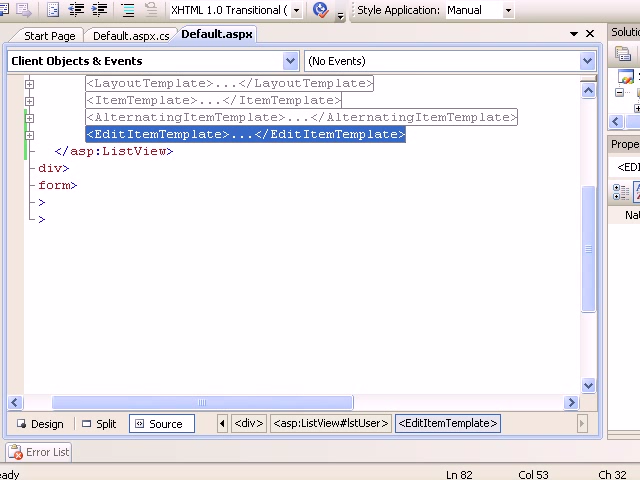 XHTML 1.0 Transitional ( Style Application: Manual
Start Page Default.aspx.cs Default.aspx Solutio
Client Objects & Events (No Events)
<LayoutTemplate>...</LayoutTemplate>
<ItemTemplate>...</ItemTemplate>
<AlternatingItemTemplate>...</AlternatingItemTemplate>
<EditItemTemplate>...</EditItemTemplate>
</asp:ListView>
div>
form>
>
>
Prope
<EDI
Na
Design Split Source <div> <asp:ListView#lstUser> <EditItemTemplate>
Error List
eady Ln 82 Col 53 Ch 32